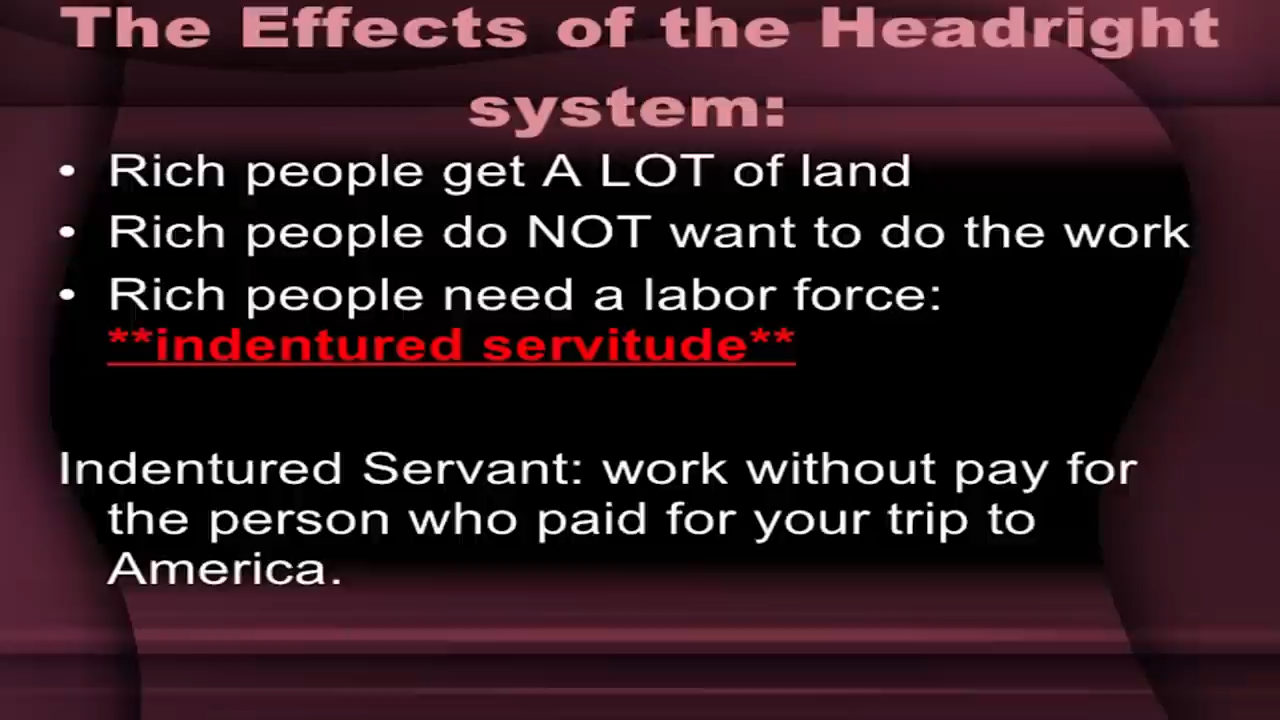 The Effects of the Headright
system:
• Rich people get A LOT of land
• Rich people do NOT want to do the work
• Rich people need a labor force:
**indentured servitude**
Indentured Servant: work without pay for
the person who paid for your trip to
America.